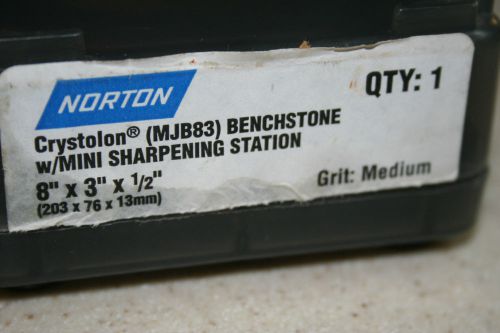 NORTON
QTY: 1
Crystolon® (MJB83) BENCHSTONE
w/MINI SHARPENING STATION
8" x 3" x 1/2"
(203 x 76 x 13mm)
Grit: Medium